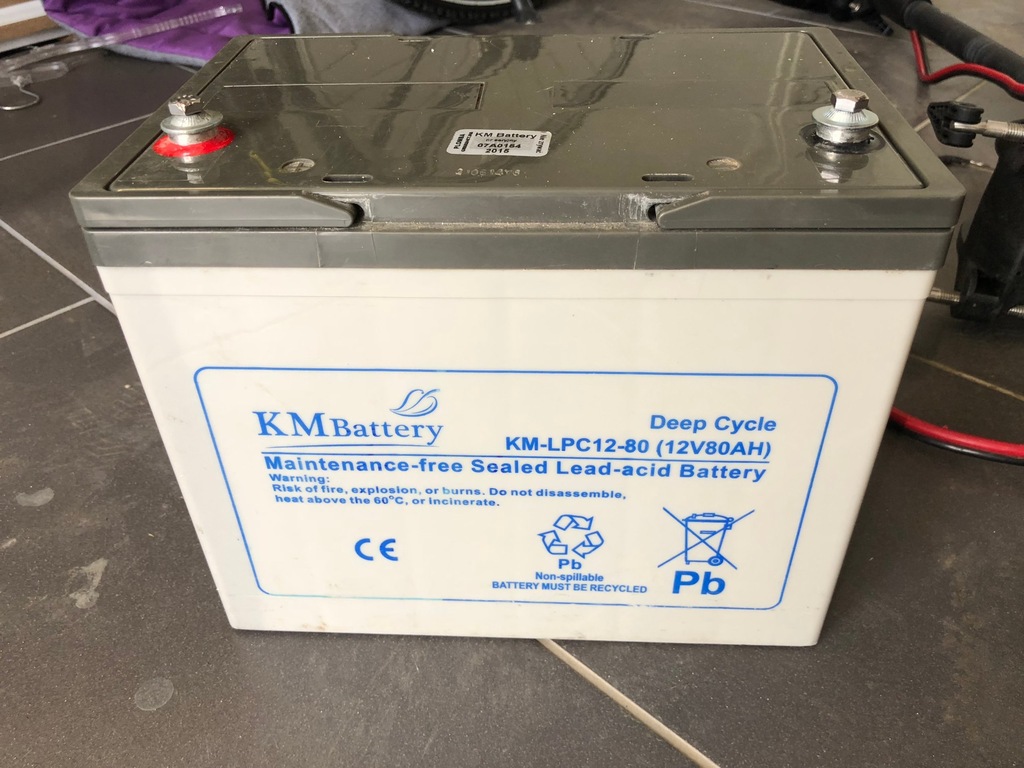 KM Battery
07A0164
2015
KM Battery
Deep Cycle
KM-LPC12-80 (12V80AH)
Maintenance-free Sealed Lead-acid Battery
Warning:
Risk of fire, explosion, or burns. Do not disassemble,
heat above the 60°C, or incinerate.
CE
Pb
Non-spillable
BATTERY MUST BE RECYCLED
Pb